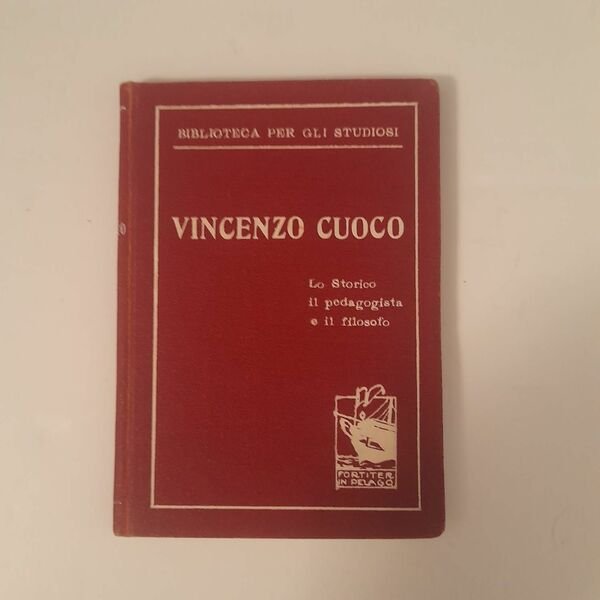 BIBLIOTECA PER GLI STUDIOSI
VINCENZO CUOCO
Lo Storico
il pedagogista
e il filosofo
FORTITER
IN PELAGO